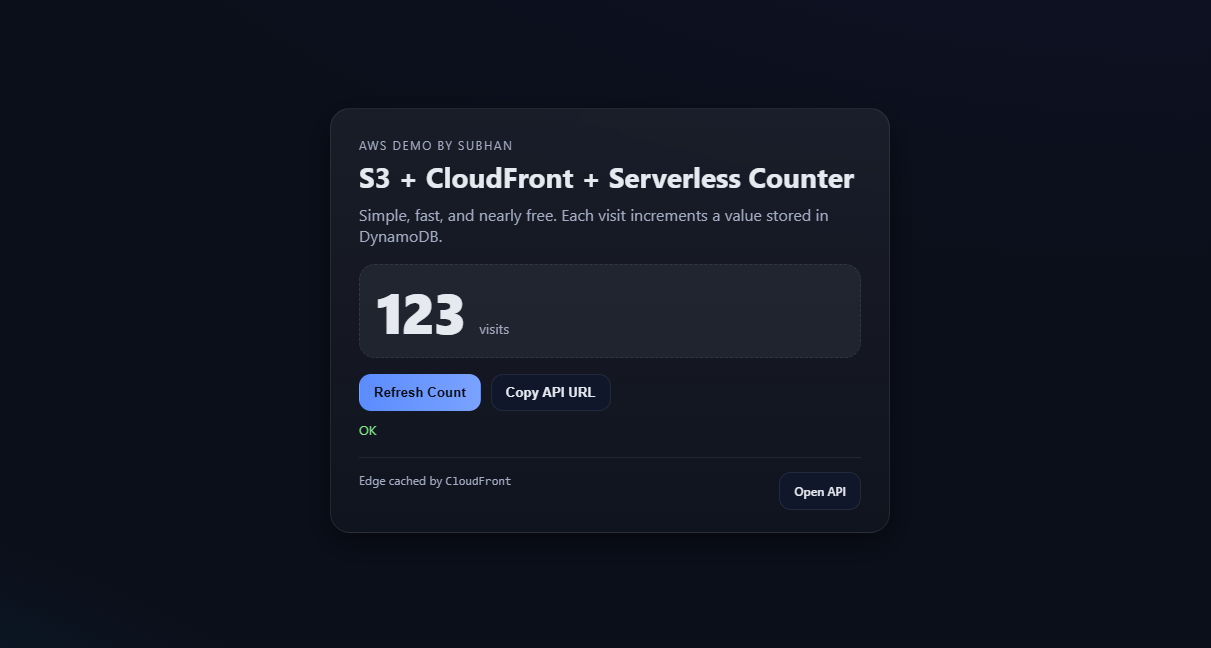 AWS DEMO BY SUBHAN
S3 + CloudFront + Serverless Counter
Simple, fast, and nearly free. Each visit increments a value stored in
DynamoDB.
123 visits
Refresh Count Copy API URL
OK
Edge cached by CloudFront
Open API